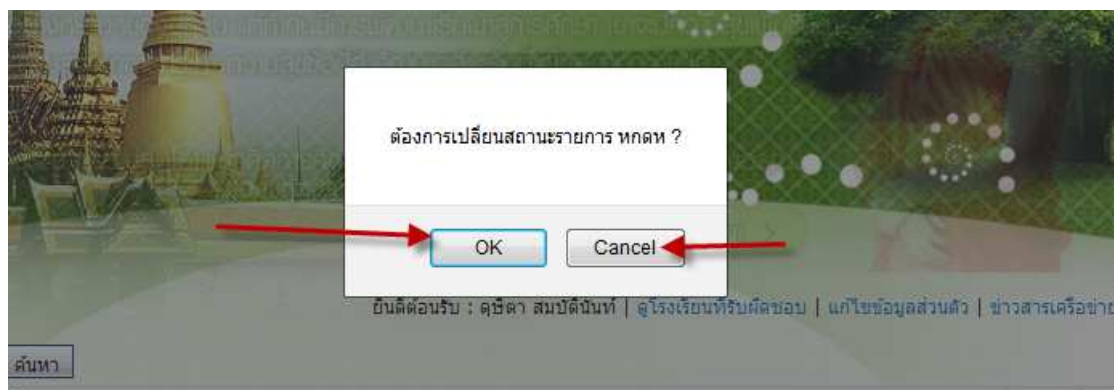 ต้องการเปลี่ยนสถานะรายการ หกดห ?
OK
Cancel
ยินดีต้อนรับ : ดุษิตา สมบัตินันท์ | ดูโรงเรียนที่รับผิดชอบ | แก้ไขข้อมูลส่วนตัว | ข่าวสารเครือข่าย
ค้นหา